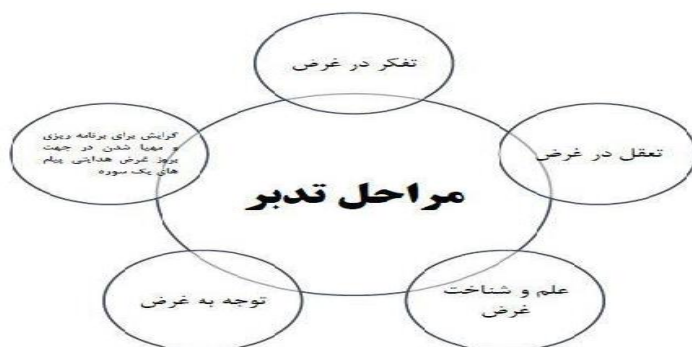 تفکر در غرض
تعقل در غرض
علم و شناخت
غرض
توجه به غرض
گرایش برای برنامه ریزی
و مهیا شدن در جهت
بروز غرض هدایتی پیام
های یک سوره
مراحل تدبر